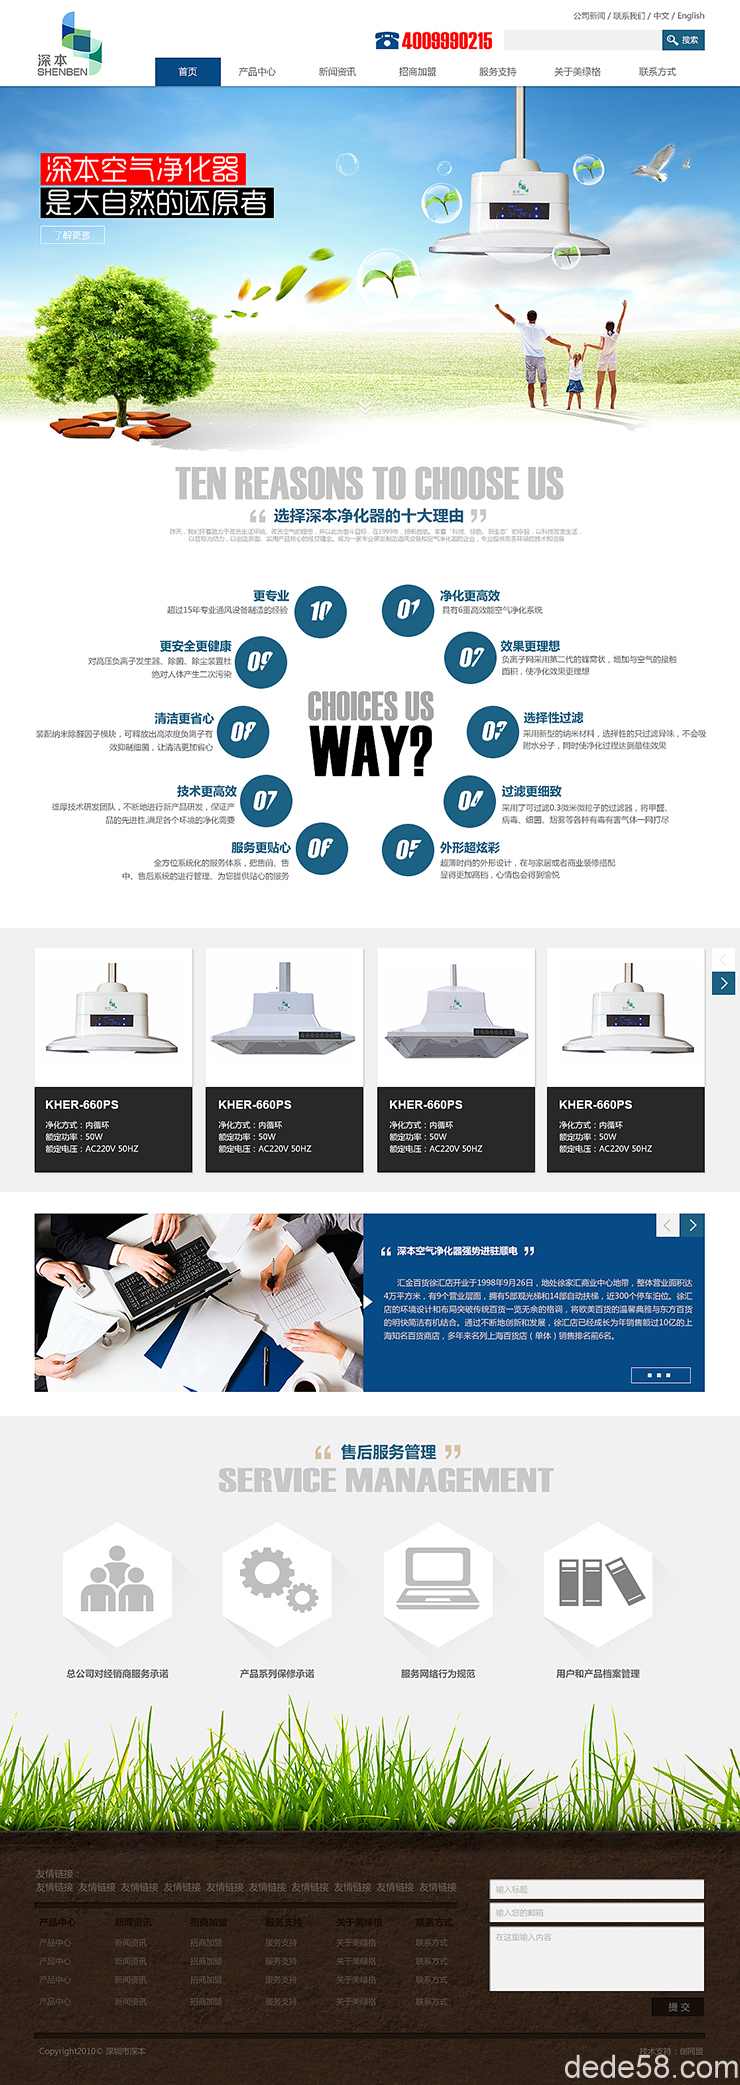 公司新闻 / 联系我们 / 中文 / English
深本
SHENBEN
4009990215
搜索
首页 产品中心 新闻资讯 招商加盟 服务支持 关于美绿格 联系方式
深本空气净化器
是大自然的还原者
了解更多
TEN REASONS TO CHOOSE US
选择深本净化器的十大理由
更专业
超过15年专业通风设备制造的经验
10
01
净化更高效
具有6重高效能空气净化系统
更安全更健康
对高压负离子发生器、除菌、除尘装置杜
绝对人体产生二次污染
09
02
效果更理想
负离子网采用第二代的蜂窝状，增加与空气的接触
面积，使净化效果更理想
清洁更省心
装配纳米除醛因子模块，可释放出高浓度负离子有
效抑制细菌，让清洁更加省心
08
03
选择性过滤
采用新型的纳米材料，选择性的只过滤异味，不会吸
附水分子，同时使净化过程达到最佳效果
CHOICES US
WAY?
技术更高效
雄厚技术研发团队，不断地进行新产品研发，保证产
品的先进性,满足各个环境的净化需要
07
04
过滤更细致
采用了可过滤0.3微米微粒子的过滤器，将甲醛、
病毒、细菌、烟雾等各种有毒有害气体一网打尽
服务更贴心
全方位系统化的服务体系，把售前、售
中、售后系统的进行管理、为您提供贴心的服务
06
05
外形超炫彩
超薄时尚的外形设计，在与家居或者商业装修搭配
显得更加高档，心情也会得到愉悦
KHER-660PS
净化方式：内循环
额定功率：50W
额定电压：AC220V 50HZ
KHER-660PS
净化方式：内循环
额定功率：50W
额定电压：AC220V 50HZ
KHER-660PS
净化方式：内循环
额定功率：50W
额定电压：AC220V 50HZ
KHER-660PS
净化方式：内循环
额定功率：50W
额定电压：AC220V 50HZ
深本空气净化器强势进驻顺电
汇金百货徐汇店开业于1998年9月26日，地处徐家汇商业中心地带，整体营业面积达
4万平方米，有9个营业层面，拥有5部观光梯和14部自动扶梯，近300个停车泊位。徐汇
店的环境设计和布局突破传统百货一览无余的格调，将欧美百货的温馨典雅与东方百货
的明快简洁有机结合。通过不断地创新和发展，徐汇店已经成长为年销售额过10亿的上
海知名百货商店，多年来名列上海百货店（单体）销售排名前6名。
售后服务管理
SERVICE MANAGEMENT
总公司对经销商服务承诺 产品系列保修承诺 服务网络行为规范 用户和产品档案管理
友情链接：
友情链接 友情链接 友情链接 友情链接 友情链接 友情链接 友情链接 友情链接 友情链接 友情链接
产品中心 新闻资讯 招商加盟 服务支持 关于美绿格 联系方式
产品中心 新闻资讯 招商加盟 服务支持 关于美绿格 联系方式
产品中心 新闻资讯 招商加盟 服务支持 关于美绿格 联系方式
产品中心 新闻资讯 招商加盟 服务支持 关于美绿格 联系方式
产品中心 新闻资讯 招商加盟 服务支持 关于美绿格 联系方式
输入标题
输入您的邮箱
在这里输入内容
提 交
Copyright2010© 深圳市深本
技术支持：创同盟
dede58.com